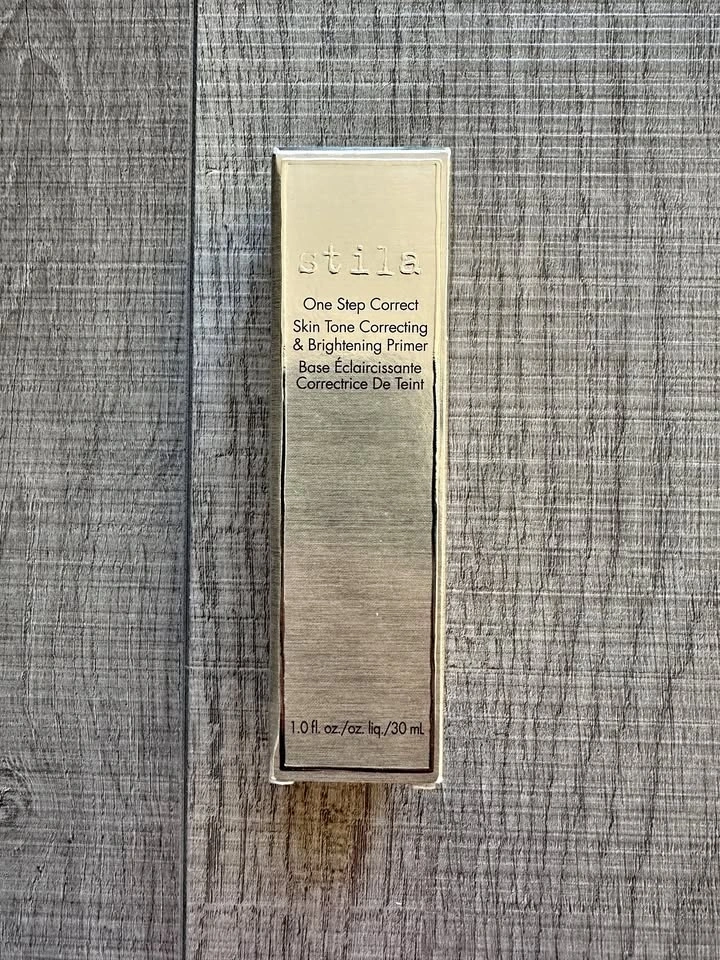 stila
One Step Correct
Skin Tone Correcting
& Brightening Primer
Base Éclaircissante
Correctrice De Teint
1.0 fl. oz./oz. liq./30 mL